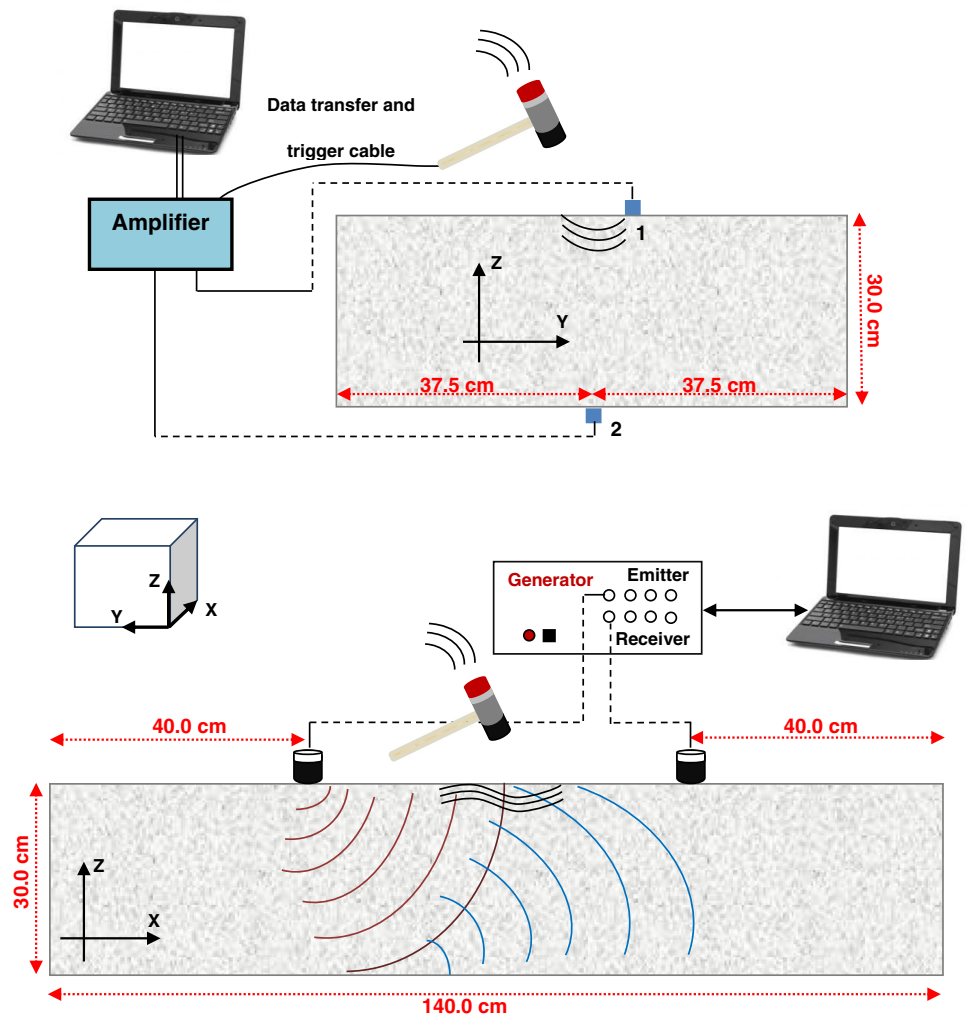 Data transfer and
trigger cable
Amplifier
1
Z
Y
30.0 cm
37.5 cm
37.5 cm
2
Z
Y
X
Generator
Emitter
Receiver
40.0 cm
40.0 cm
30.0 cm
Z
X
140.0 cm